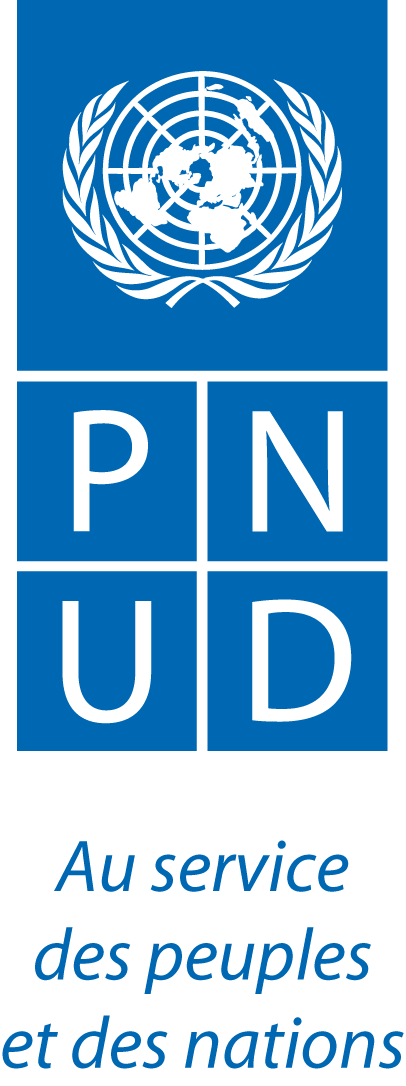 P N
U D
Au service
des peuples
et des nations